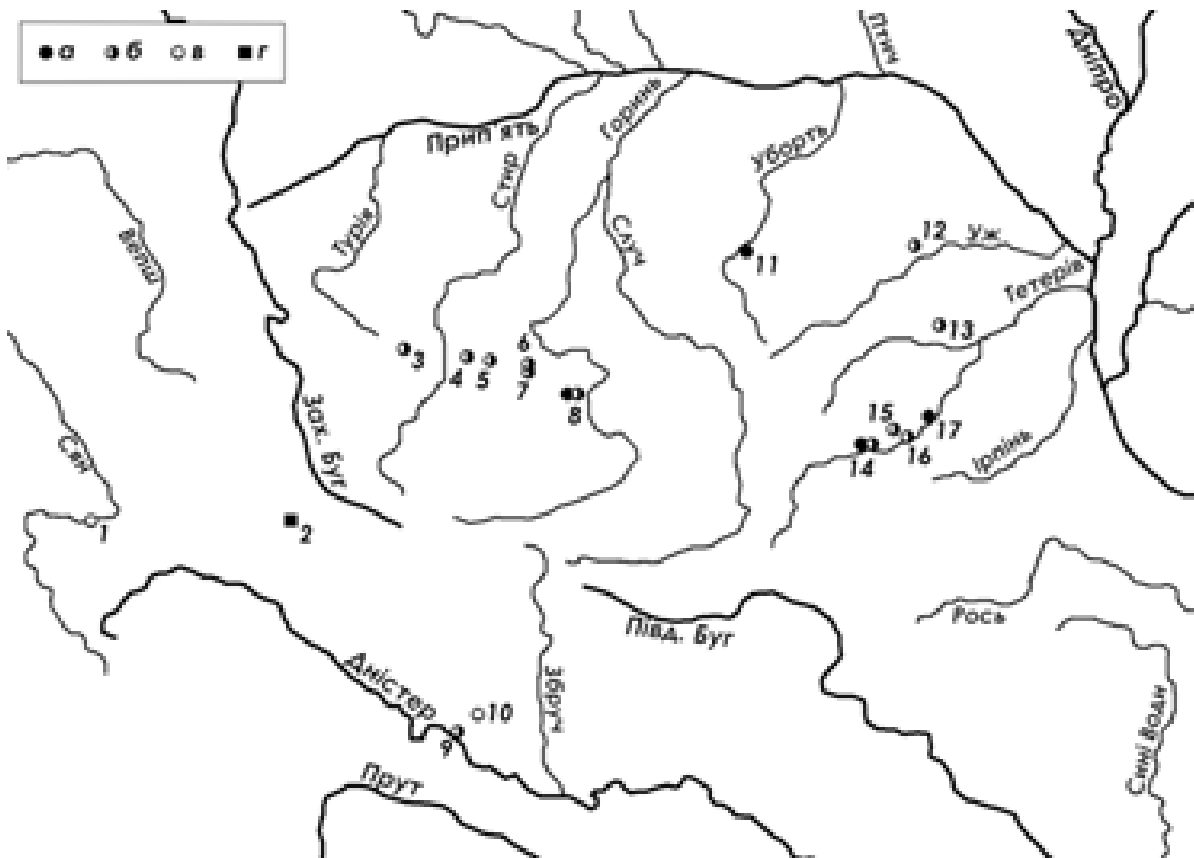 а б в г
Птич
Дніпро
Прип'ять
Стир
Горинь
Уборть
Турія
Случ
Вепш
12
Уж
11
Тетерів
3
4
5
6
7
8
13
Зах. Буг
15
17
14
16
Ірпінь
Сян
1
2
Рось
Півд. Буг
Збруч
Дністер
9
10
Сині Води
Прут